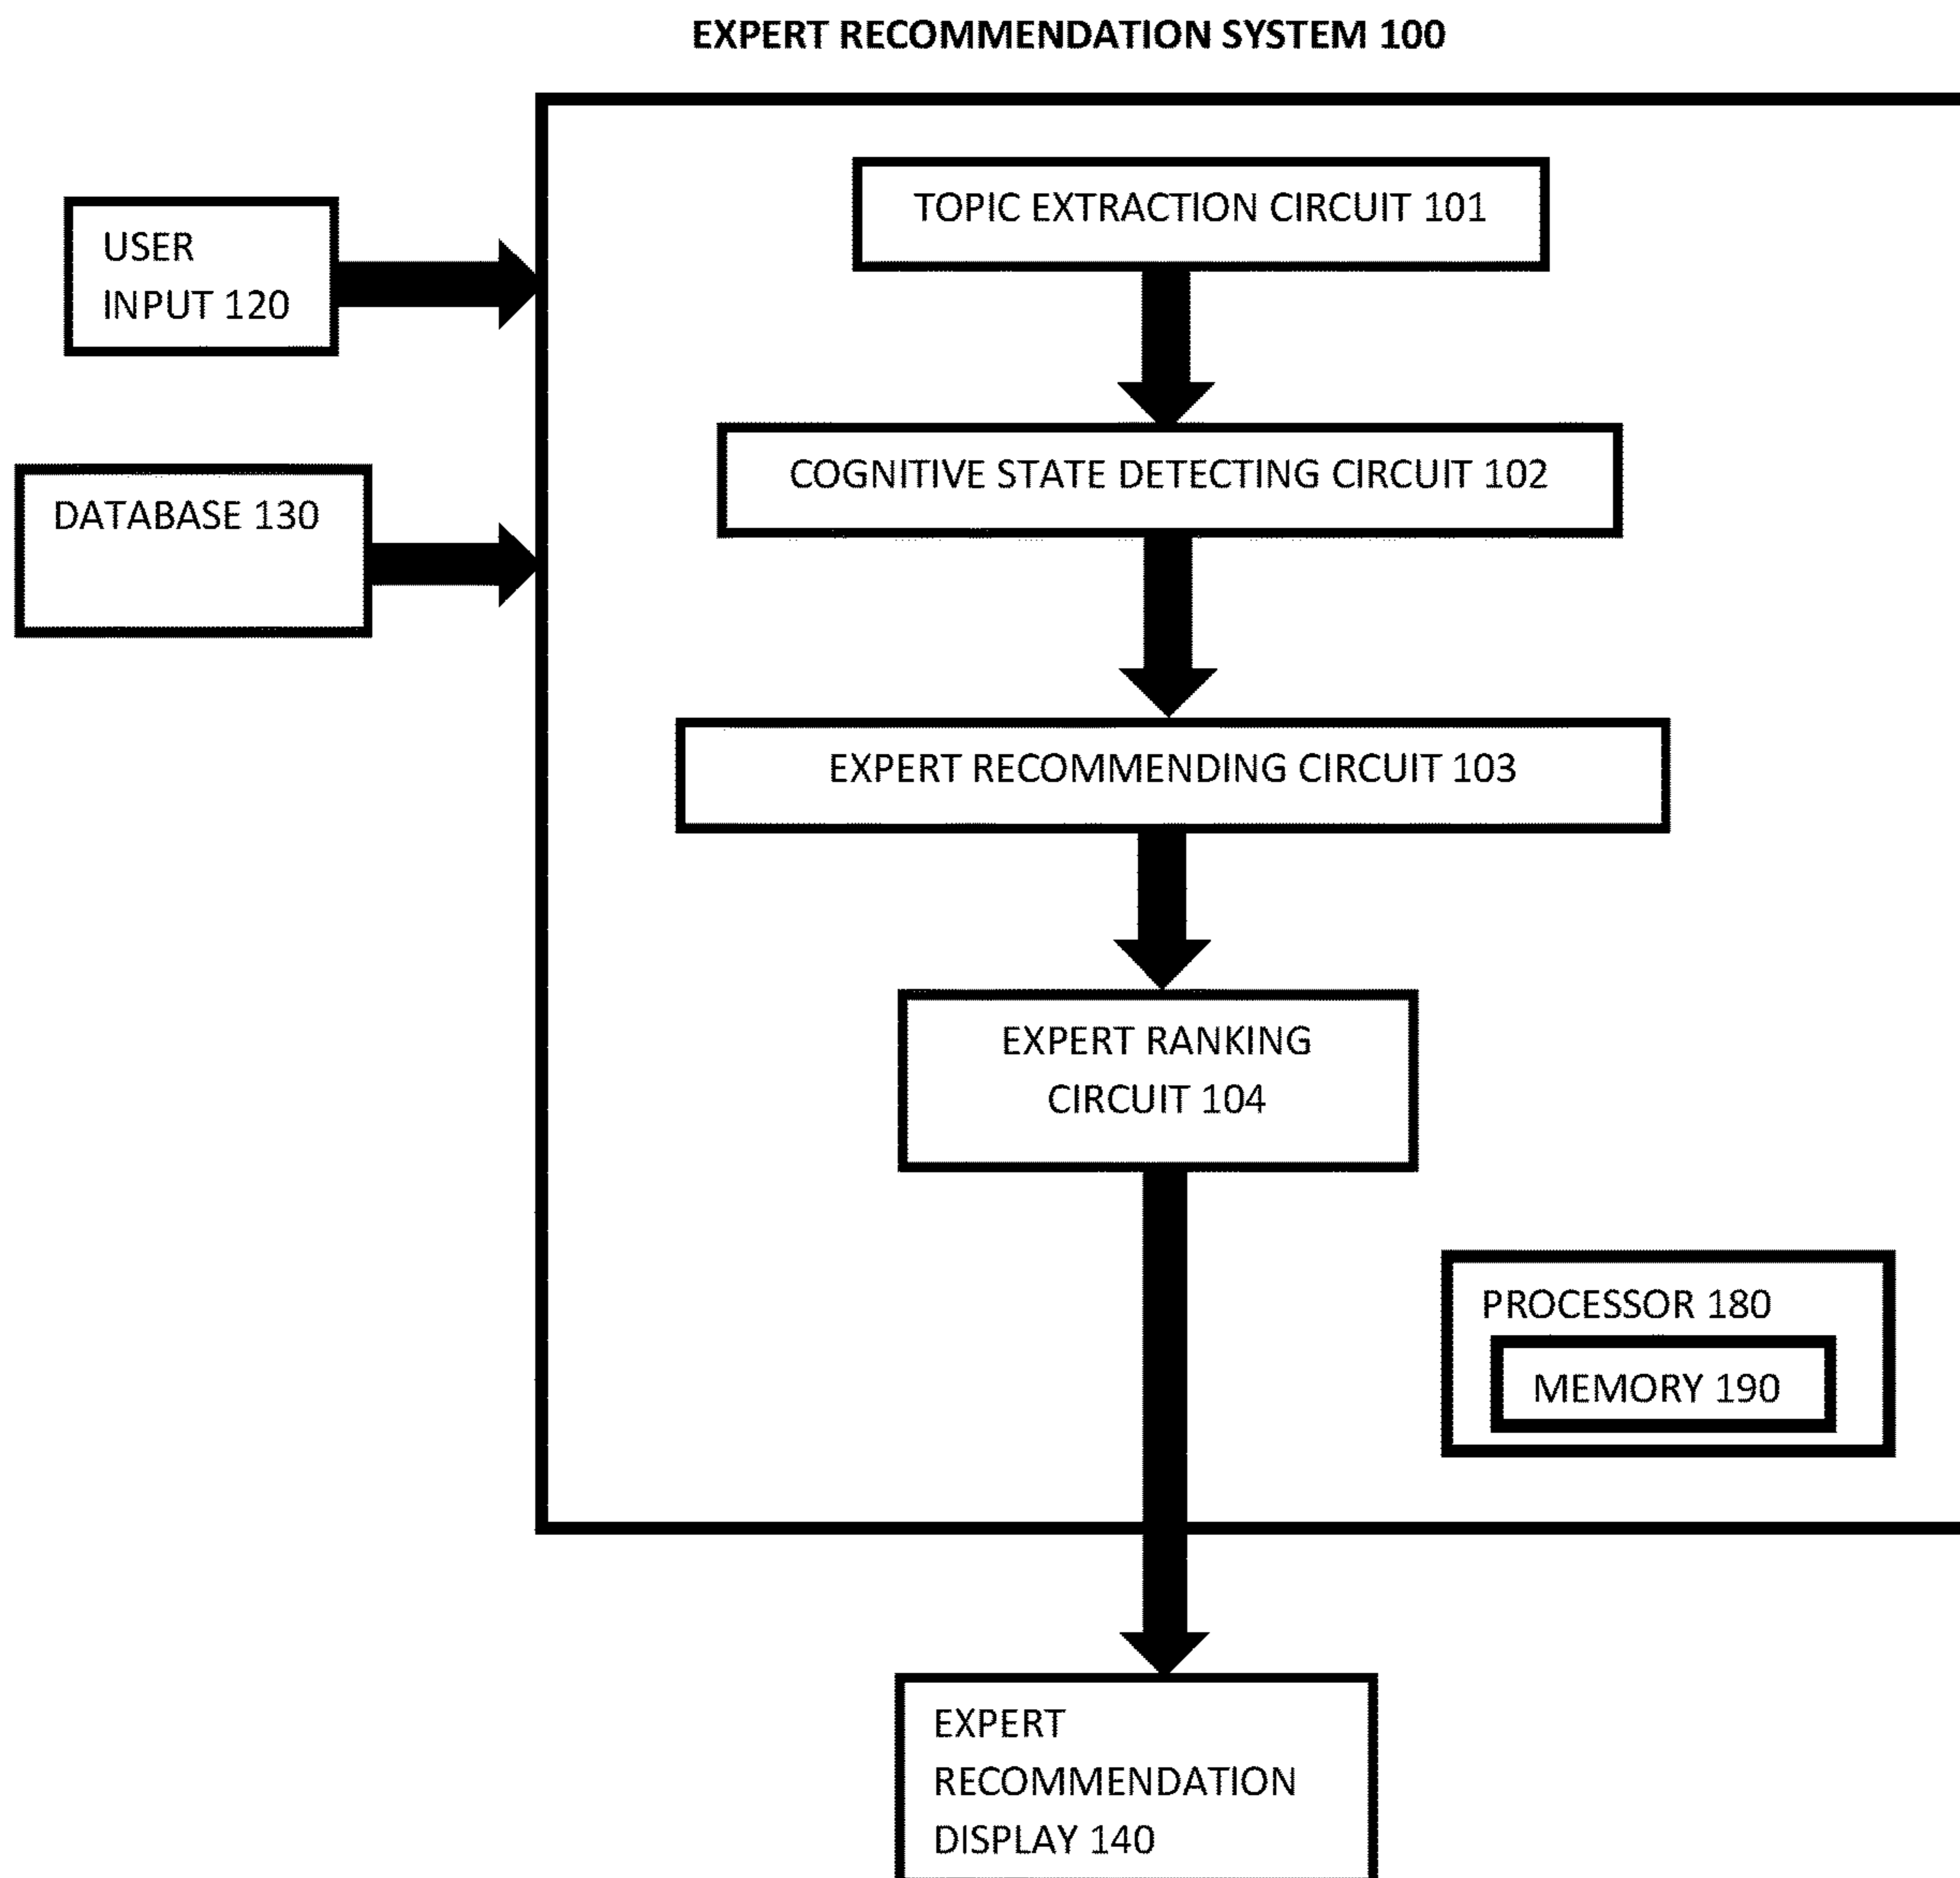 EXPERT RECOMMENDATION SYSTEM 100
TOPIC EXTRACTION CIRCUIT 101
USER
INPUT 120
COGNITIVE STATE DETECTING CIRCUIT 102
DATABASE 130
EXPERT RECOMMENDING CIRCUIT 103
EXPERT RANKING
CIRCUIT 104
PROCESSOR 180
MEMORY 190
EXPERT
RECOMMENDATION
DISPLAY 140